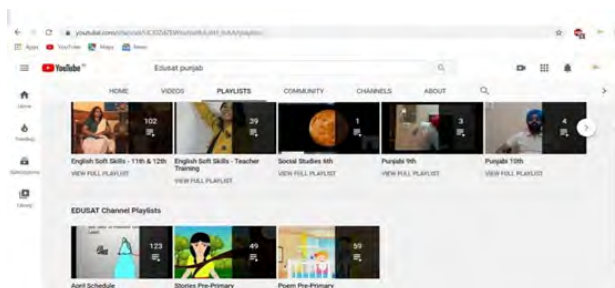 Apps YouTube Maps News
YouTube Edusat punjab
HOME VIDEOS PLAYLISTS COMMUNITY CHANNELS ABOUT
Home
Trending
Library
102 39 1 3 4
English Soft Skills - 11th & 12th English Soft Skills - Teacher Training Social Studies 6th Punjabi 9th Punjabi 10th
VIEW FULL PLAYLIST VIEW FULL PLAYLIST VIEW FULL PLAYLIST VIEW FULL PLAYLIST VIEW FULL PLAYLIST
EDUSAT Channel Playlists
123 49 59
April Schedule Stories Pre-Primary Poem Pre-Primary